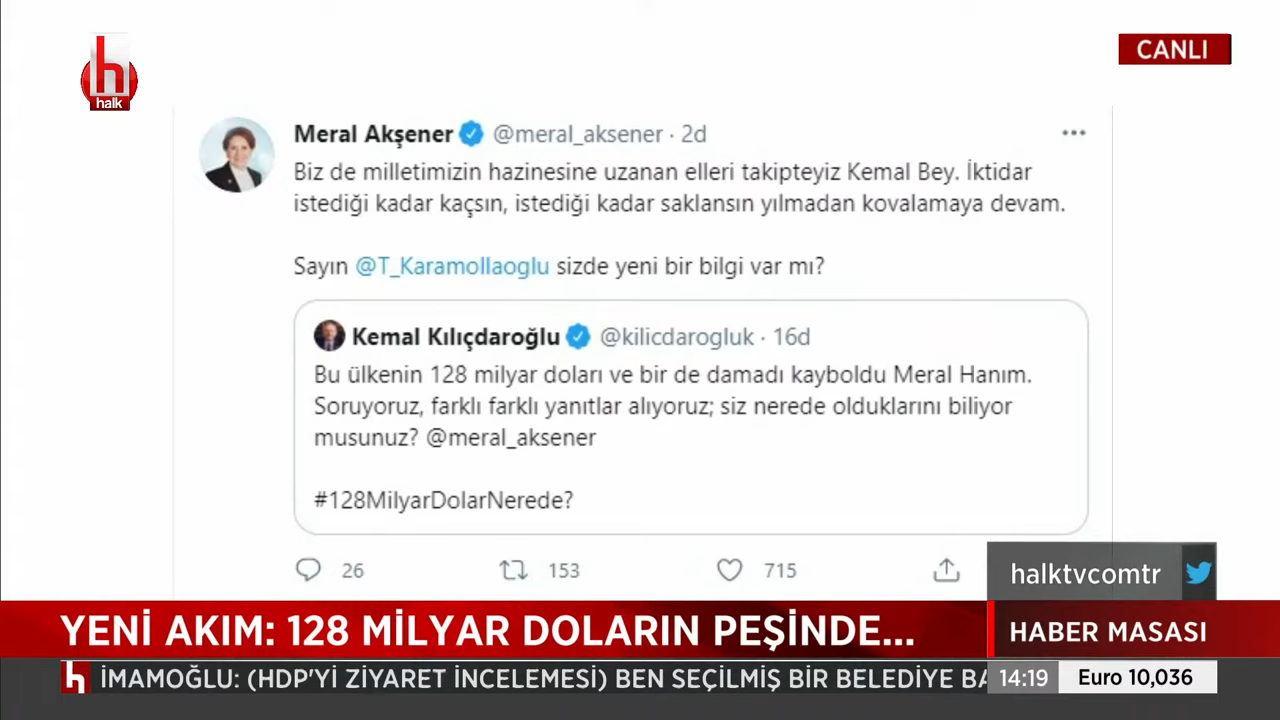 h
halk
CANLI
Meral Akşener @meral_aksener · 2d
Biz de milletimizin hazinesine uzanan elleri takipteyiz Kemal Bey. İktidar
istediği kadar kaçsın, istediği kadar saklansın yılmadan kovalamaya devam.
Sayın @T_Karamollaoglu sizde yeni bir bilgi var mı?
Kemal Kılıçdaroğlu @kilicdarogluk · 16d
Bu ülkenin 128 milyar doları ve bir de damadı kayboldu Meral Hanım.
Soruyoruz, farklı farklı yanıtlar alıyoruz; siz nerede olduklarını biliyor
musunuz? @meral_aksener
#128MilyarDolarNerede?
26 153 715
halktvcomtr
YENİ AKIM: 128 MİLYAR DOLARIN PEŞİNDE...
HABER MASASI
h İMAMOĞLU: (HDP'Yİ ZİYARET İNCELEMESİ) BEN SEÇİLMİŞ BİR BELEDİYE BA
14:19 Euro 10,036